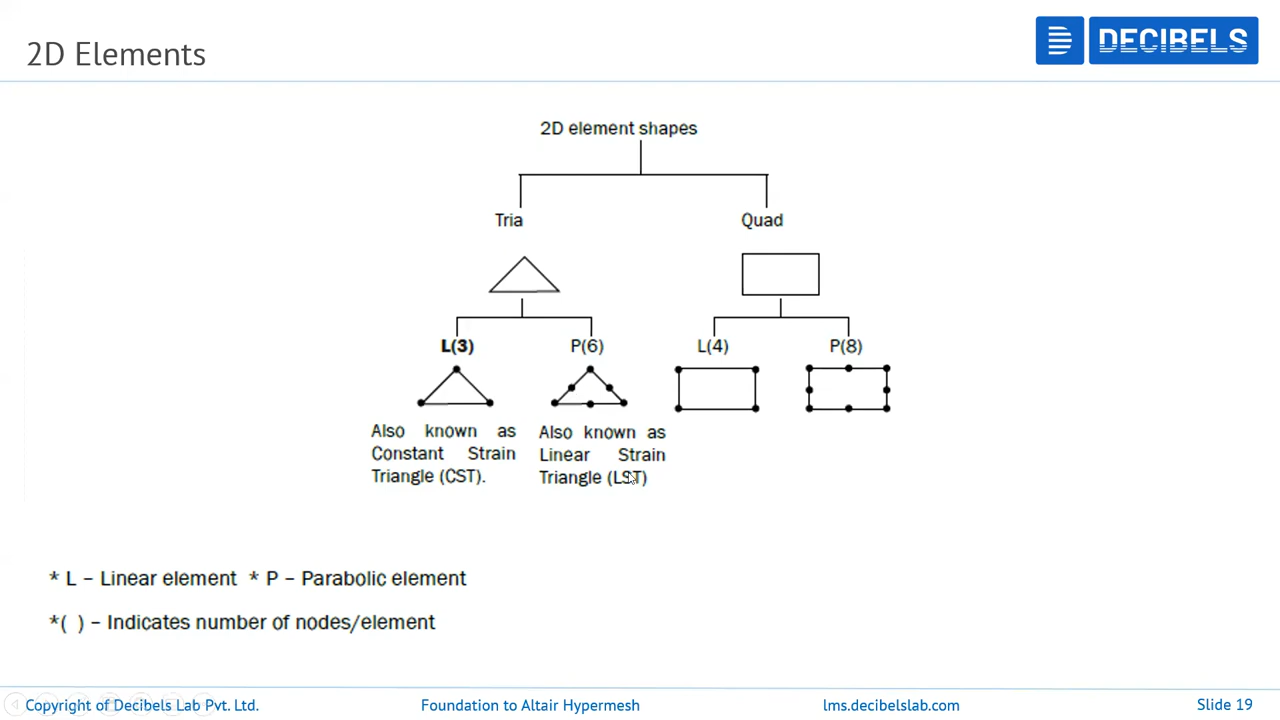 2D Elements
DECIBELS
2D element shapes
Tria
Quad
L(3)
P(6)
L(4)
P(8)
Also known as
Constant Strain
Triangle (CST).
Also known as
Linear Strain
Triangle (LST)
* L – Linear element * P – Parabolic element
*( ) – Indicates number of nodes/element
Copyright of Decibels Lab Pvt. Ltd.
Foundation to Altair Hypermesh
lms.decibelslab.com
Slide 19